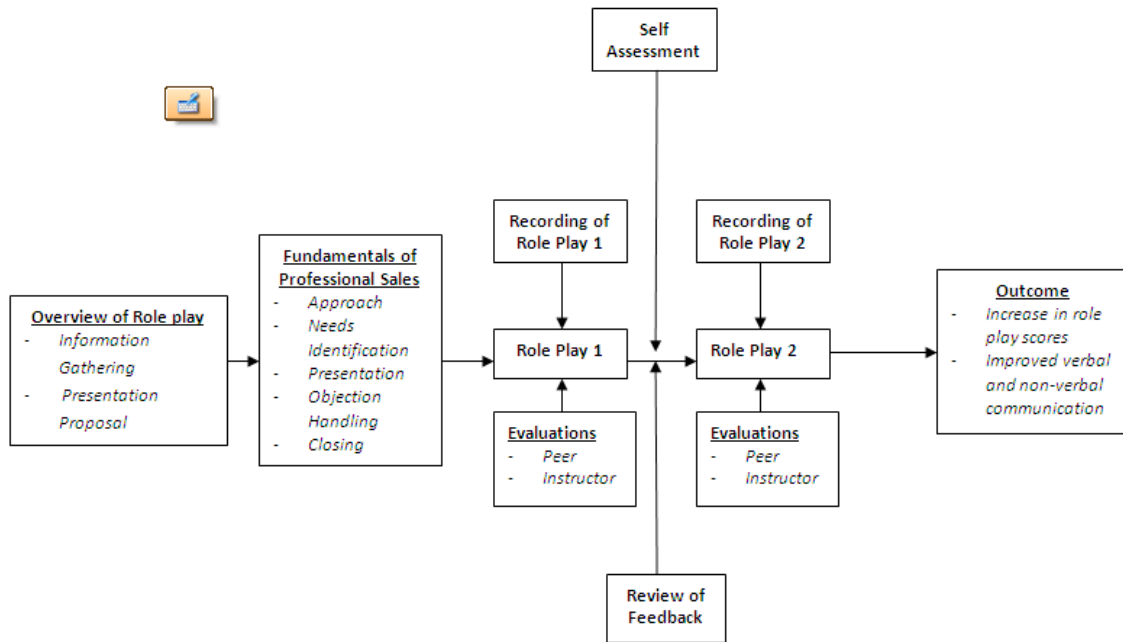 Self
Assessment
Recording of
Role Play 1
Recording of
Role Play 2
Overview of Role play
- Information
Gathering
- Presentation
Proposal
Fundamentals of
Professional Sales
- Approach
- Needs
Identification
- Presentation
- Objection
Handling
- Closing
Role Play 1
Role Play 2
Evaluations
- Peer
- Instructor
Evaluations
- Peer
- Instructor
Outcome
- Increase in role
play scores
- Improved verbal
and non-verbal
communication
Review of
Feedback